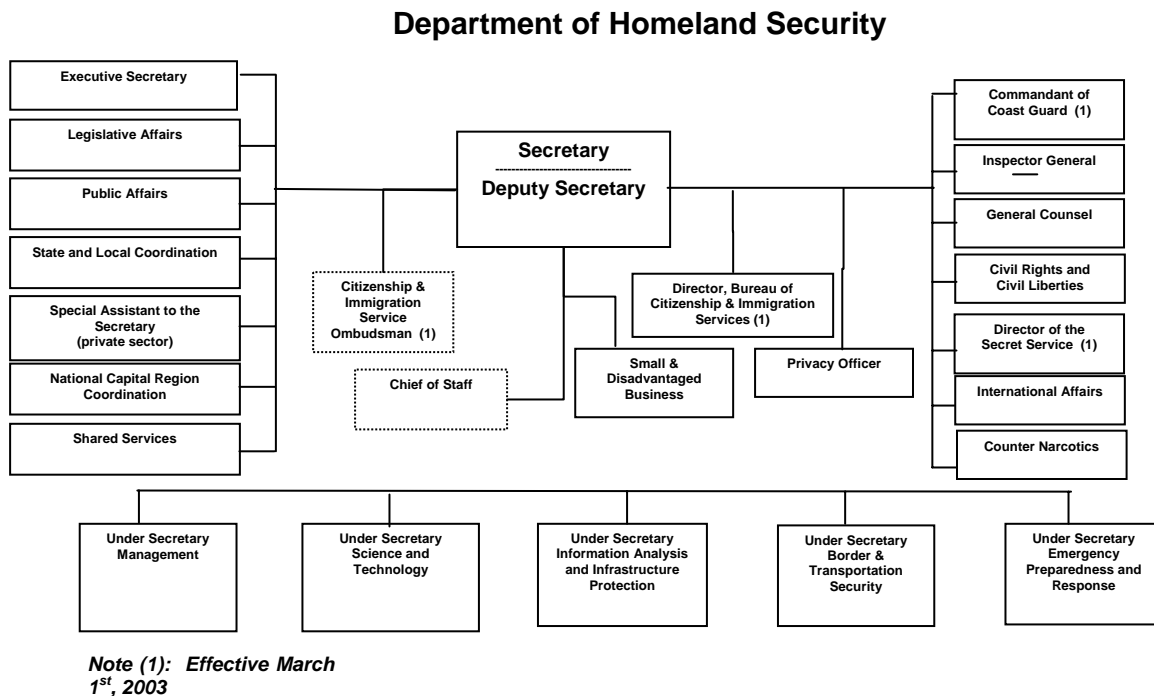 Department of Homeland Security
Executive Secretary
Legislative Affairs
Public Affairs
State and Local Coordination
Special Assistant to the
Secretary
(private sector)
National Capital Region
Coordination
Shared Services
Secretary
Deputy Secretary
Citizenship &
Immigration
Service
Ombudsman (1)
Chief of Staff
Small &
Disadvantaged
Business
Director, Bureau of
Citizenship & Immigration
Services (1)
Privacy Officer
Commandant of
Coast Guard (1)
Inspector General
General Counsel
Civil Rights and
Civil Liberties
Director of the
Secret Service (1)
International Affairs
Counter Narcotics
Under Secretary
Management
Under Secretary
Science and
Technology
Under Secretary
Information Analysis
and Infrastructure
Protection
Under Secretary
Border &
Transportation
Security
Under Secretary
Emergency
Preparedness and
Response
Note (1): Effective March
1st, 2003